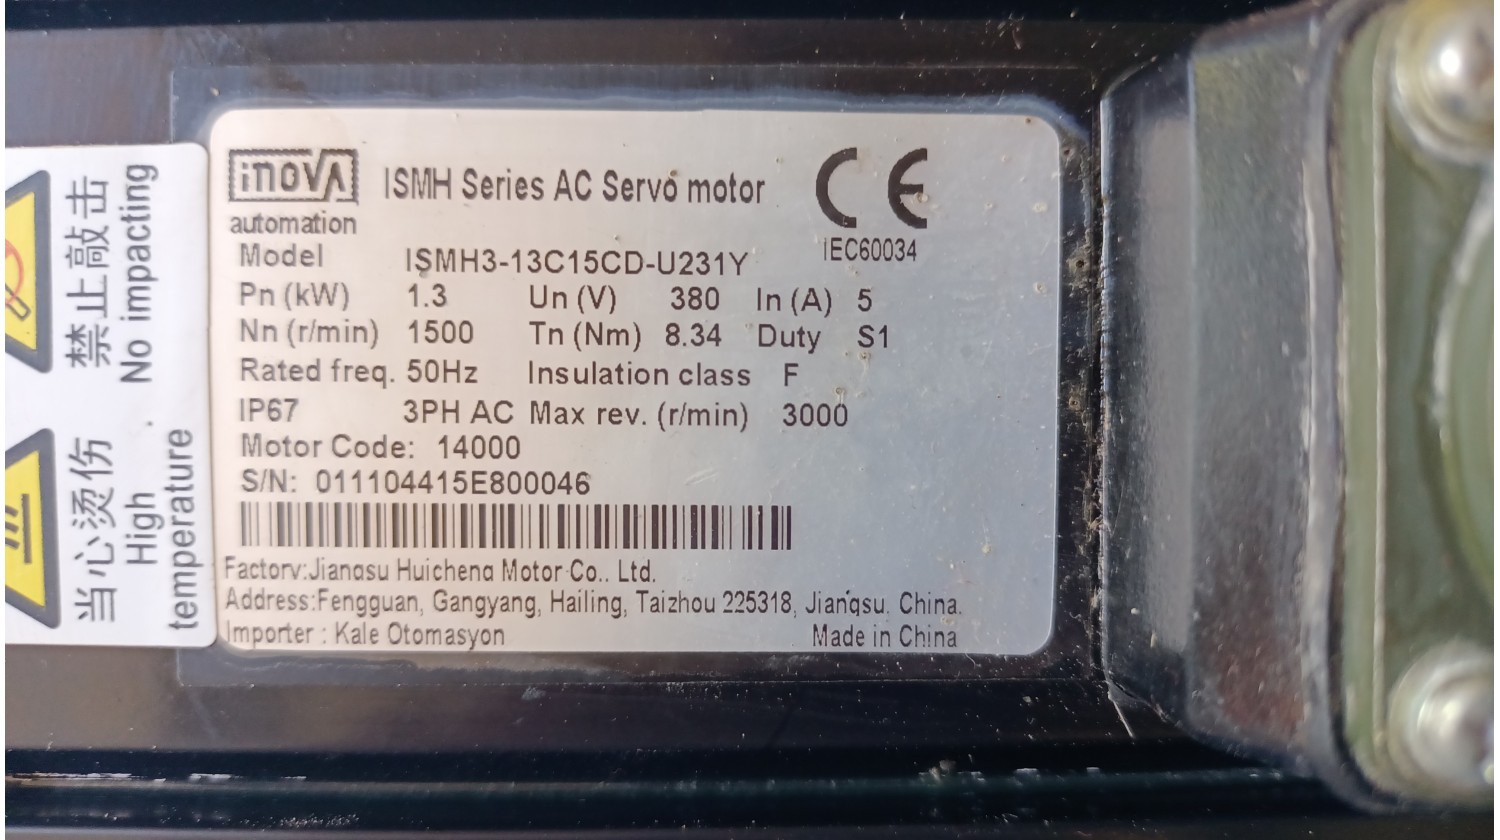 inoVA
automation
ISMH Series AC Servo motor
CE
IEC60034
Model ISMH3-13C15CD-U231Y
Pn (kW) 1.3 Un (V) 380 In (A) 5
Nn (r/min) 1500 Tn (Nm) 8.34 Duty S1
Rated freq. 50Hz Insulation class F
IP67 3PH AC Max rev. (r/min) 3000
Motor Code: 14000
S/N: 011104415E800046
Factory:Jiangsu Huicheng Motor Co., Ltd.
Address:Fengguan, Gangyang, Hailing, Taizhou 225318, Jiangsu. China.
Importer : Kale Otomasyon Made in China
禁止敲击
No impacting
当心烫伤
High
temperature